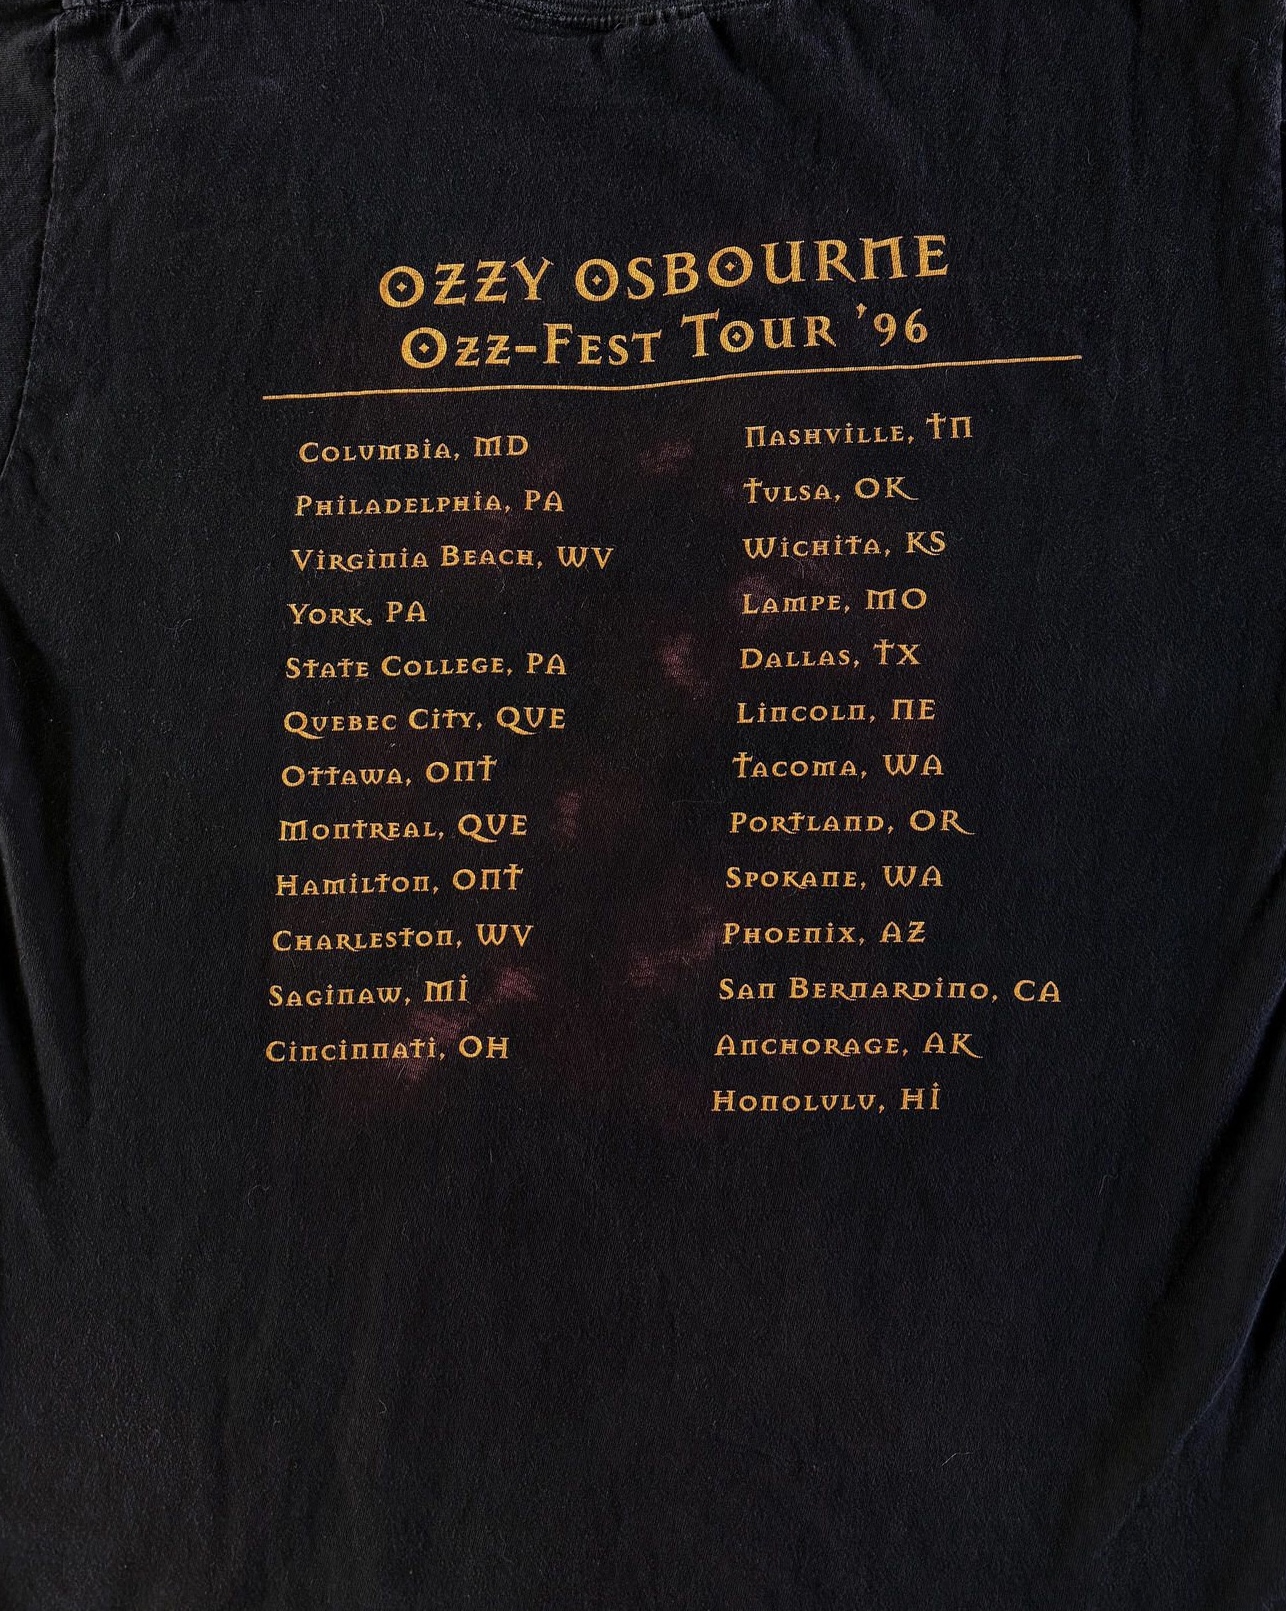 OZZY OSBOURNE
OZZ-FEST TOUR '96
COLUMBIA, MD
PHILADELPHIA, PA
VIRGINIA BEACH, WV
YORK, PA
STATE COLLEGE, PA
QUEBEC CITY, QUE
OTTAWA, ONT
MONTREAL, QUE
HAMILTON, ONT
CHARLESTON, WV
SAGINAW, MI
CINCINNATI, OH
NASHVILLE, TN
TULSA, OK
WICHITA, KS
LAMPE, MO
DALLAS, TX
LINCOLN, NE
TACOMA, WA
PORTLAND, OR
SPOKANE, WA
PHOENIX, AZ
SAN BERNARDINO, CA
ANCHORAGE, AK
HONOLULU, HI